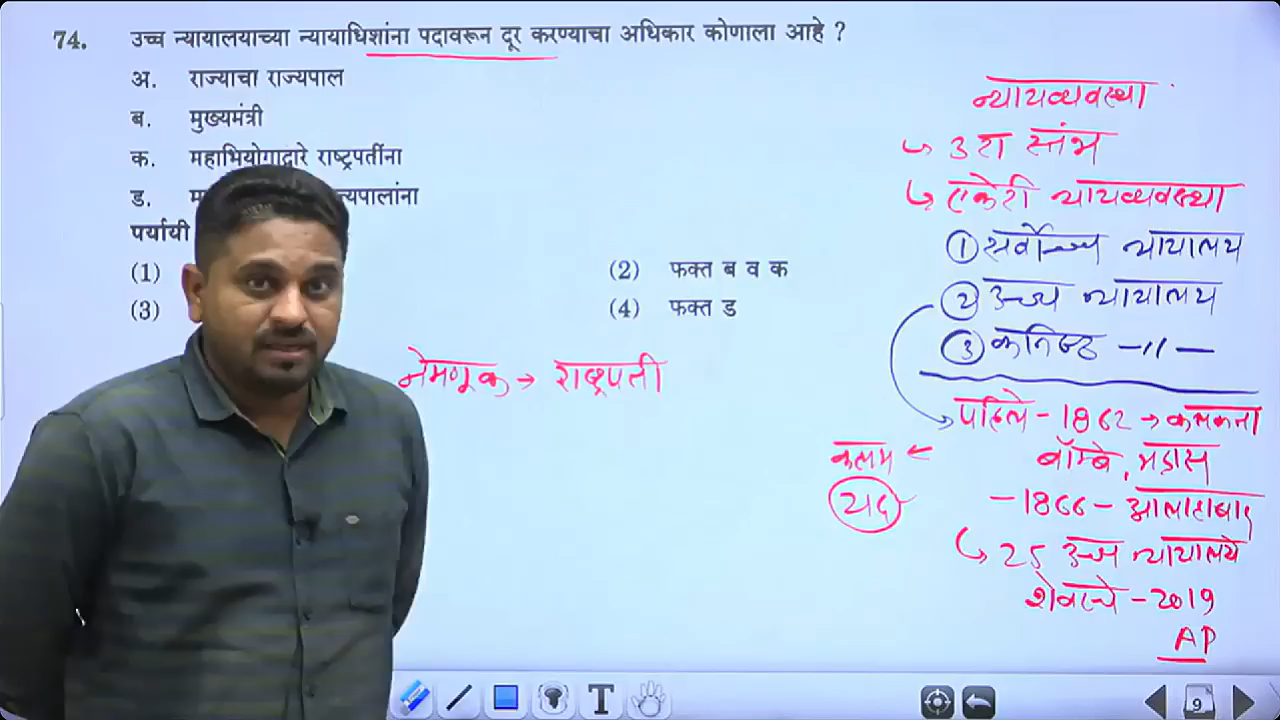 74. उच्च न्यायालयाच्या न्यायाधिशांना पदावरून दूर करण्याचा अधिकार कोणाला आहे ?
अ. राज्याचा राज्यपाल
ब. मुख्यमंत्री
क. महाभियोगाद्वारे राष्ट्रपतींना
ड.
पर्यायी
(1)
(2) फक्त ब व क
(3)
(4) फक्त ड
नेमणूक → राष्ट्रपती
न्यायव्यवस्था
३रा स्तंभ
एकेरी न्यायव्यवस्था
① सर्वोच्च न्यायालय
② उच्च न्यायालय
③ कनिष्ठ -॥-
पहिले - 1862 → कलकत्ता
बॉम्बे, मद्रास
कलम ←
- 1866 - अलाहाबाद
25 उच्च न्यायालये
शेवटचे - 2019
AP
T
9